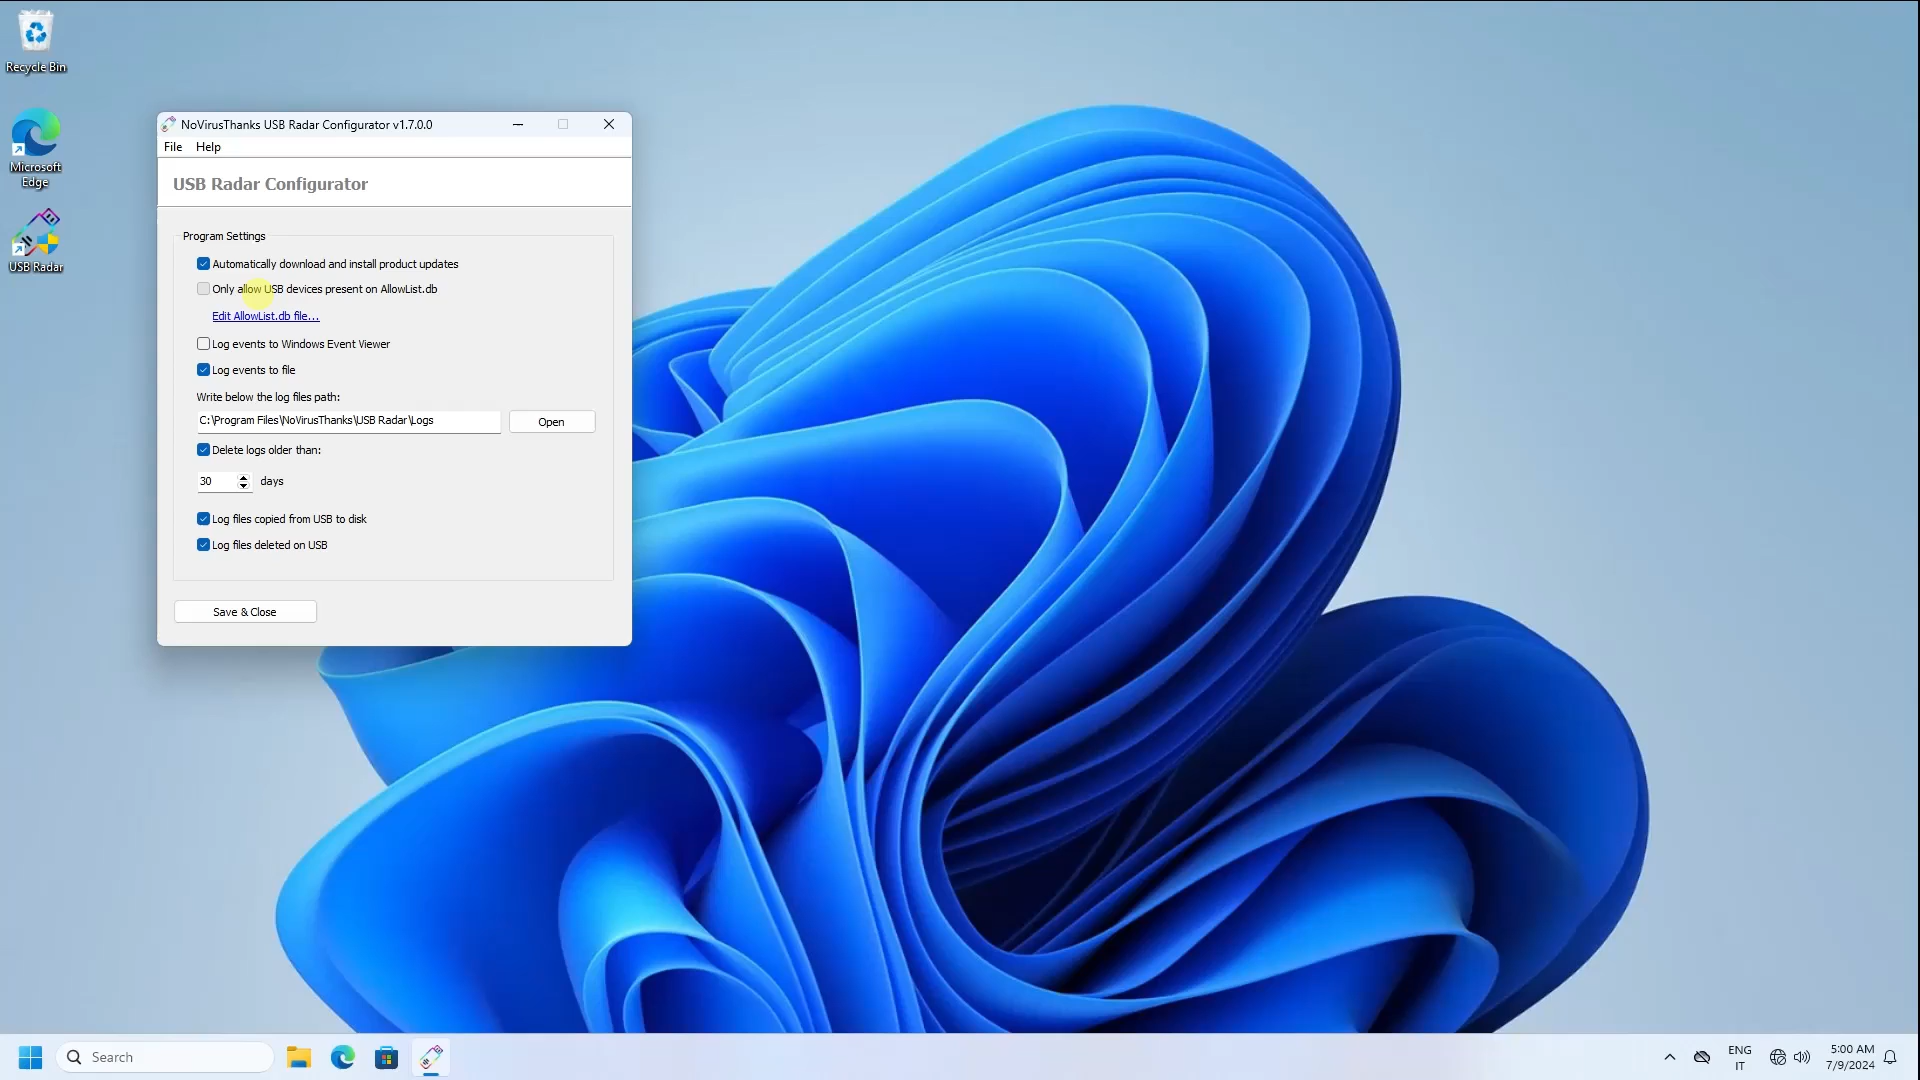 Recycle Bin
Microsoft
Edge
USB Radar
NoVirusThanks USB Radar Configurator v1.7.0.0
File Help
USB Radar Configurator
Program Settings
Automatically download and install product updates
Only allow USB devices present on AllowList.db
Edit AllowList.db file...
Log events to Windows Event Viewer
Log events to file
Write below the log files path:
C:\Program Files\NoVirusThanks\USB Radar\Logs
Open
Delete logs older than:
30 days
Log files copied from USB to disk
Log files deleted on USB
Save & Close
Search
ENG
IT
5:00 AM
7/9/2024